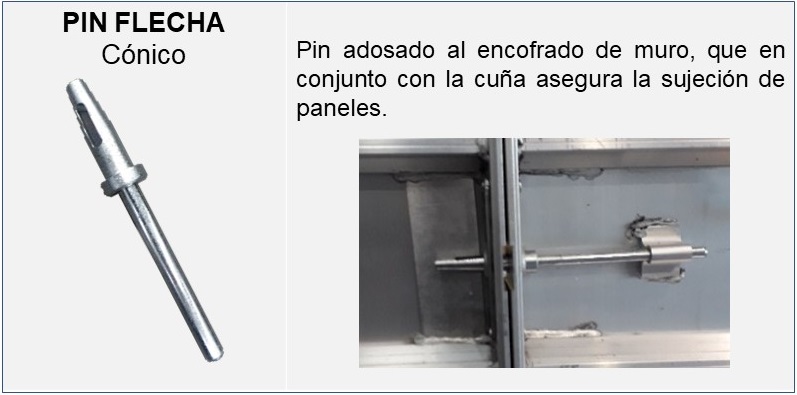 PIN FLECHA
Cónico
Pin adosado al encofrado de muro, que en
conjunto con la cuña asegura la sujeción de
paneles.